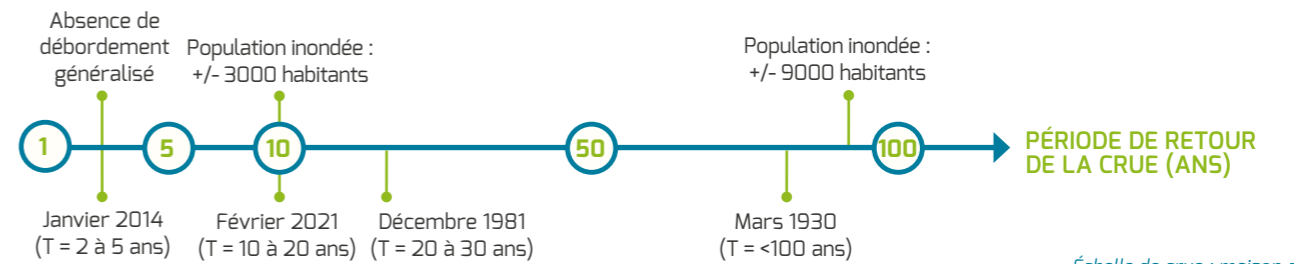 Absence de
débordement
généralisé
Population inondée :
+/- 3000 habitants
Population inondée :
+/- 9000 habitants
1
5
10
50
100
PÉRIODE DE RETOUR
DE LA CRUE (ANS)
Janvier 2014
(T = 2 à 5 ans)
Février 2021
(T = 10 à 20 ans)
Décembre 1981
(T = 20 à 30 ans)
Mars 1930
(T = <100 ans)